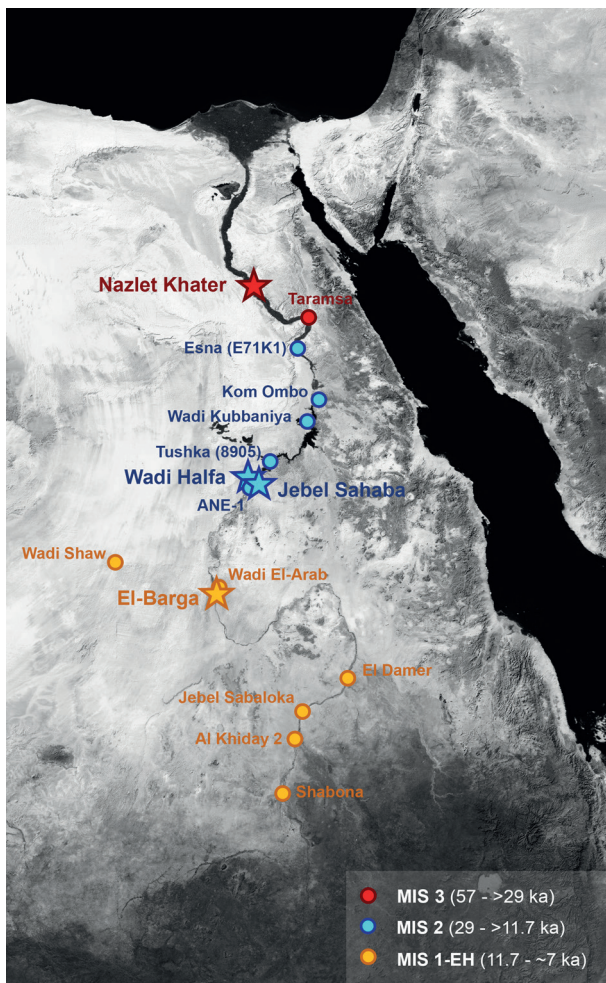 Nazlet Khater
Taramsa
Esna (E71K1)
Kom Ombo
Wadi Kubbaniya
Tushka (8905)
Wadi Halfa
Jebel Sahaba
ANE-1
Wadi Shaw
Wadi El-Arab
El-Barga
El Damer
Jebel Sabaloka
Al Khiday 2
Shabona
MIS 3 (57 - >29 ka)
MIS 2 (29 - >11.7 ka)
MIS 1-EH (11.7 - ~7 ka)